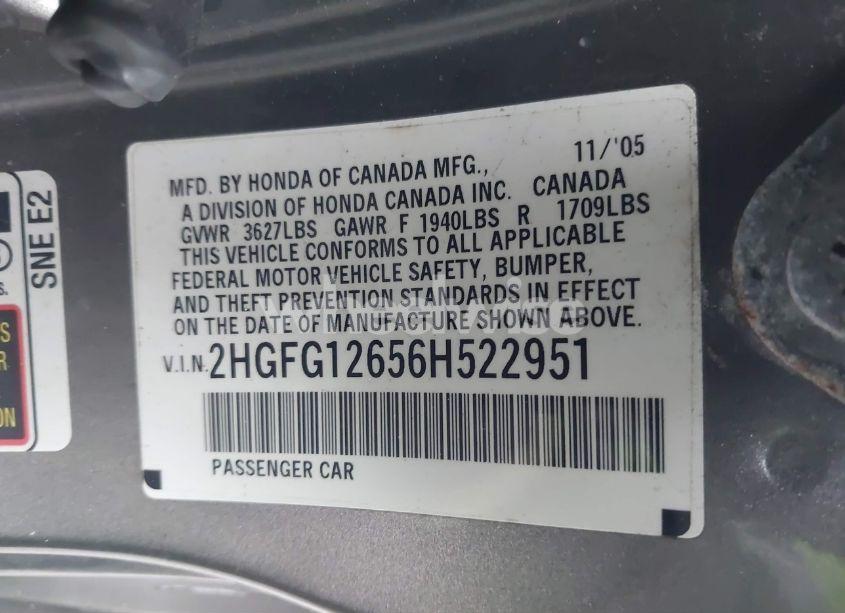 11/'05
MFD. BY HONDA OF CANADA MFG.,
A DIVISION OF HONDA CANADA INC. CANADA
GVWR 3627LBS GAWR F 1940LBS R 1709LBS
THIS VEHICLE CONFORMS TO ALL APPLICABLE
FEDERAL MOTOR VEHICLE SAFETY, BUMPER,
AND THEFT PREVENTION STANDARDS IN EFFECT
ON THE DATE OF MANUFACTURE SHOWN ABOVE.
V.I.N. 2HGFG12656H522951
PASSENGER CAR
SNE E2